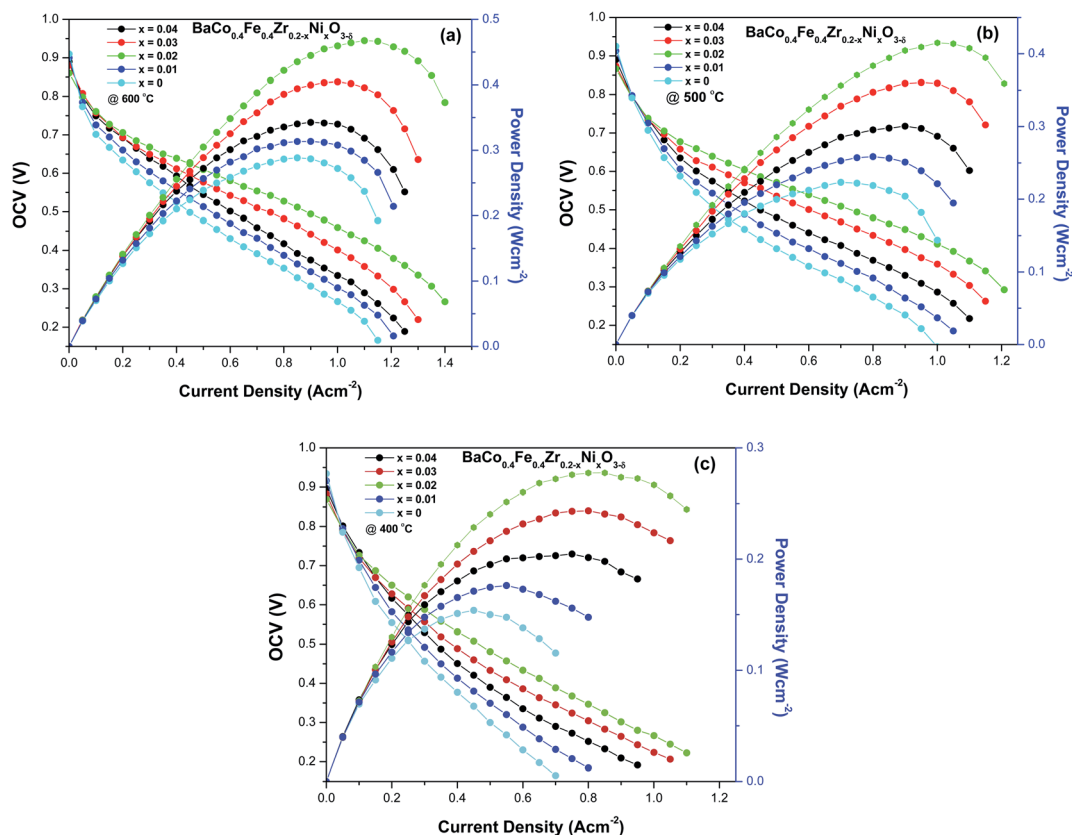 BaCo0.4Fe0.4Zr0.2-xNixO3-δ
(a)
x = 0.04
x = 0.03
x = 0.02
x = 0.01
x = 0
@ 600 °C
OCV (V)
1.0
0.9
0.8
0.7
0.6
0.5
0.4
0.3
0.2
0.5
0.4
0.3
0.2
0.1
0.0
Power Density (Wcm-2)
0.0 0.2 0.4 0.6 0.8 1.0 1.2 1.4
Current Density (Acm-2)
BaCo0.4Fe0.4Zr0.2-xNixO3-δ
(b)
x = 0.04
x = 0.03
x = 0.02
x = 0.01
x = 0
@ 500 °C
OCV (V)
1.0
0.9
0.8
0.7
0.6
0.5
0.4
0.3
0.2
0.4
0.3
0.2
0.1
0.0
Power Density (Wcm-2)
0.0 0.2 0.4 0.6 0.8 1.0 1.2
Current Density (Acm-2)
BaCo0.4Fe0.4Zr0.2-xNixO3-δ
(c)
x = 0.04
x = 0.03
x = 0.02
x = 0.01
x = 0
@ 400 °C
OCV (V)
1.0
0.9
0.8
0.7
0.6
0.5
0.4
0.3
0.2
0.3
0.2
0.1
0.0
Power Density (Wcm-2)
0.0 0.2 0.4 0.6 0.8 1.0 1.2
Current Density (Acm-2)